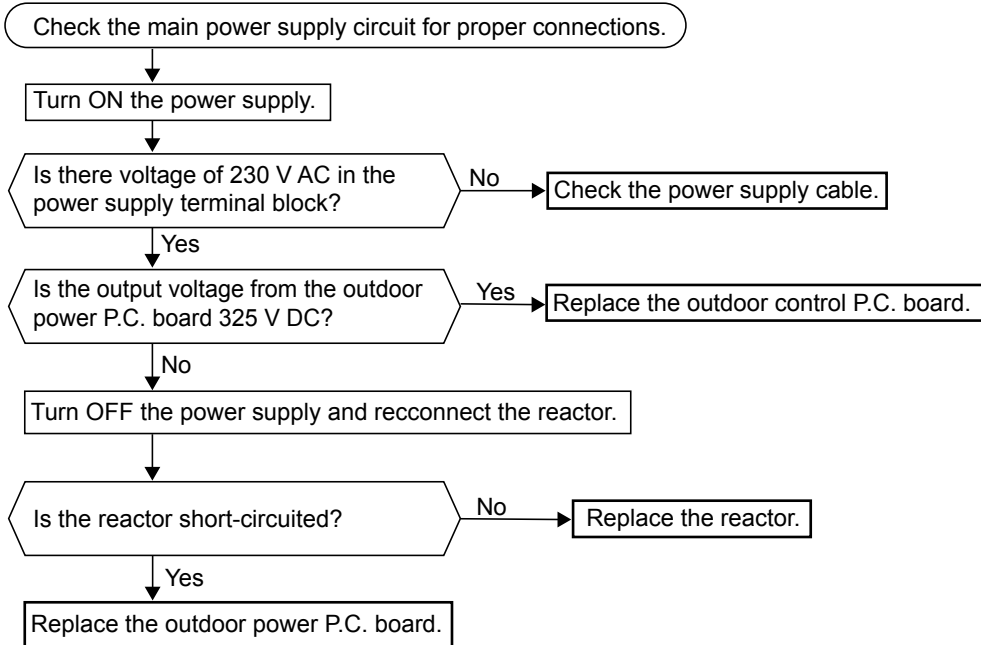 Check the main power supply circuit for proper connections.
Turn ON the power supply.
Is there voltage of 230 V AC in the
power supply terminal block?
No
Check the power supply cable.
Yes
Is the output voltage from the outdoor
power P.C. board 325 V DC?
Yes
Replace the outdoor control P.C. board.
No
Turn OFF the power supply and recconnect the reactor.
Is the reactor short-circuited?
No
Replace the reactor.
Yes
Replace the outdoor power P.C. board.